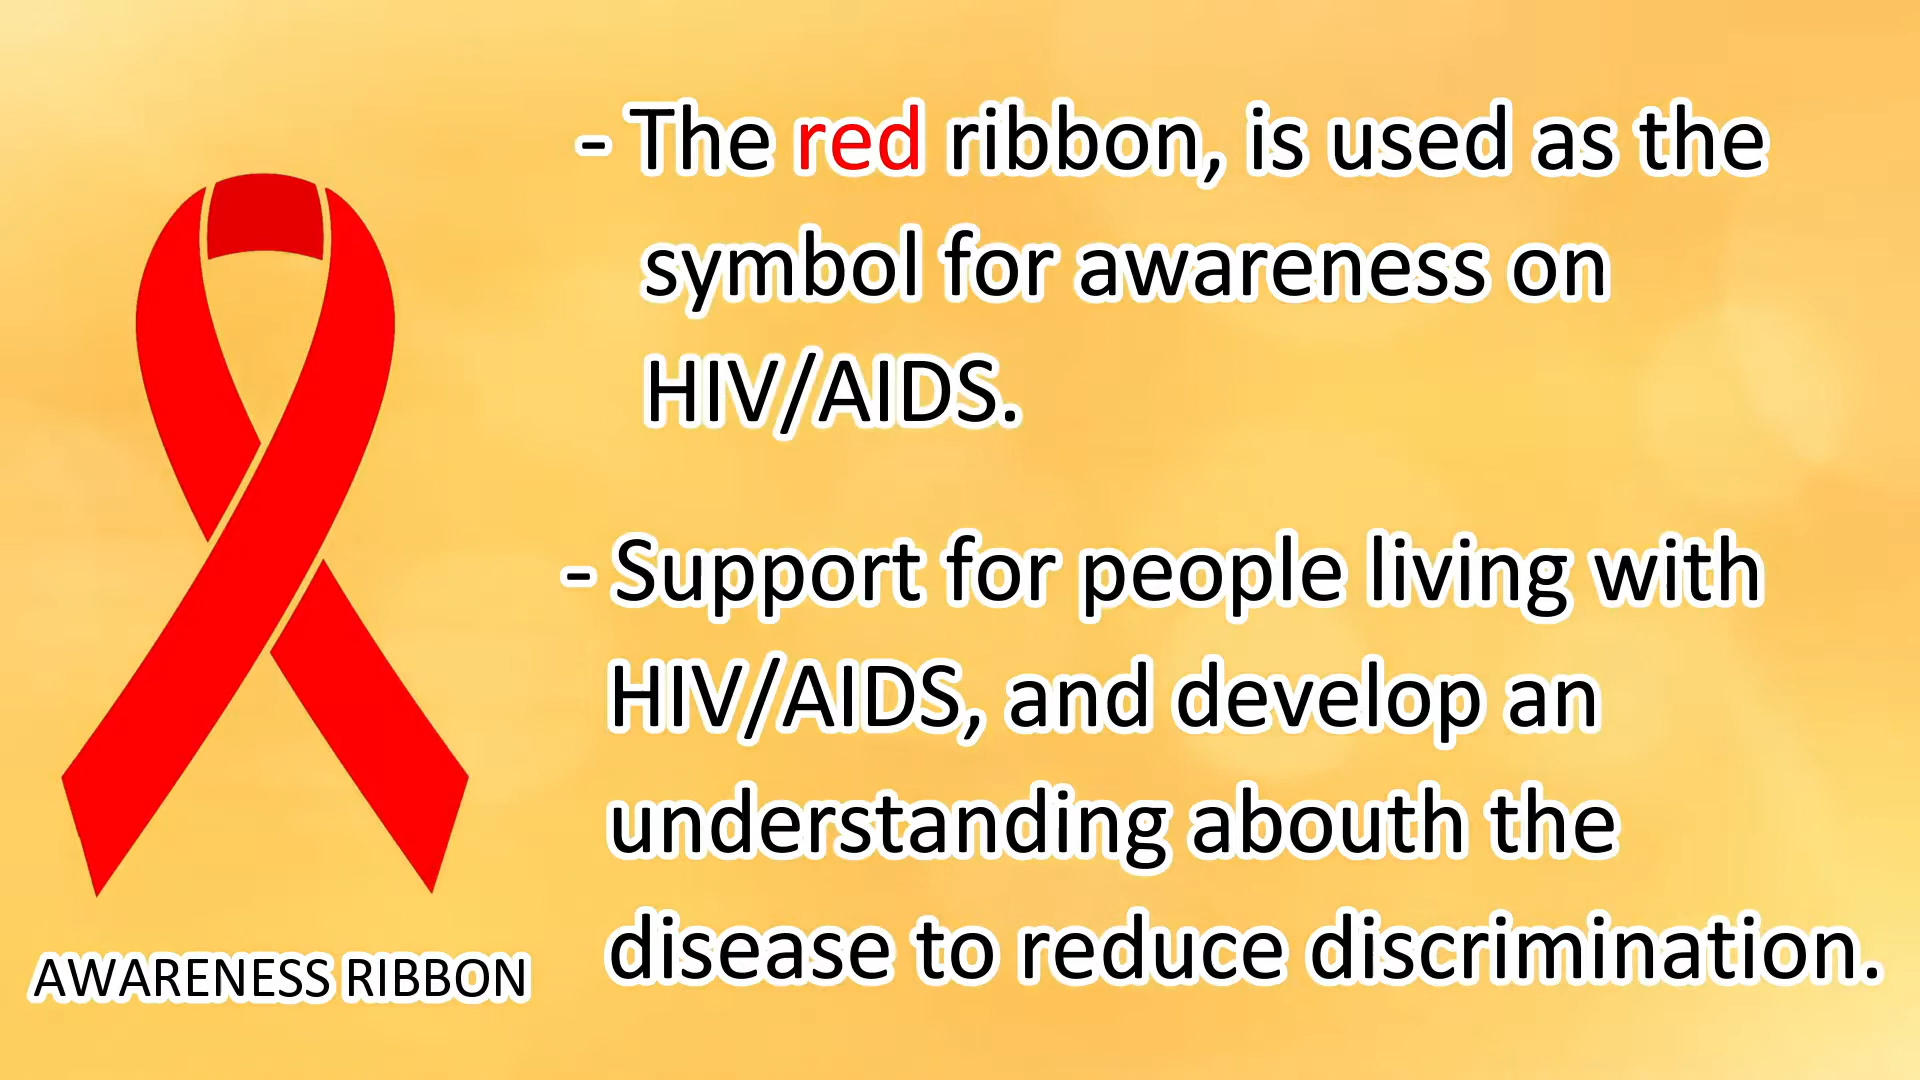 - The red ribbon, is used as the
symbol for awareness on
HIV/AIDS.
- Support for people living with
HIV/AIDS, and develop an
understanding abouth the
disease to reduce discrimination.
AWARENESS RIBBON